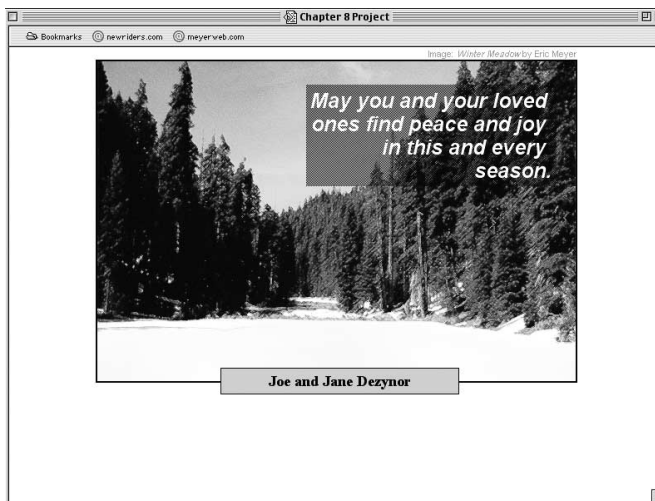 Chapter 8 Project
Bookmarks newriders.com meyerweb.com
Image: Winter Meadow by Eric Meyer
May you and your loved
ones find peace and joy
in this and every
season.
Joe and Jane Dezynor